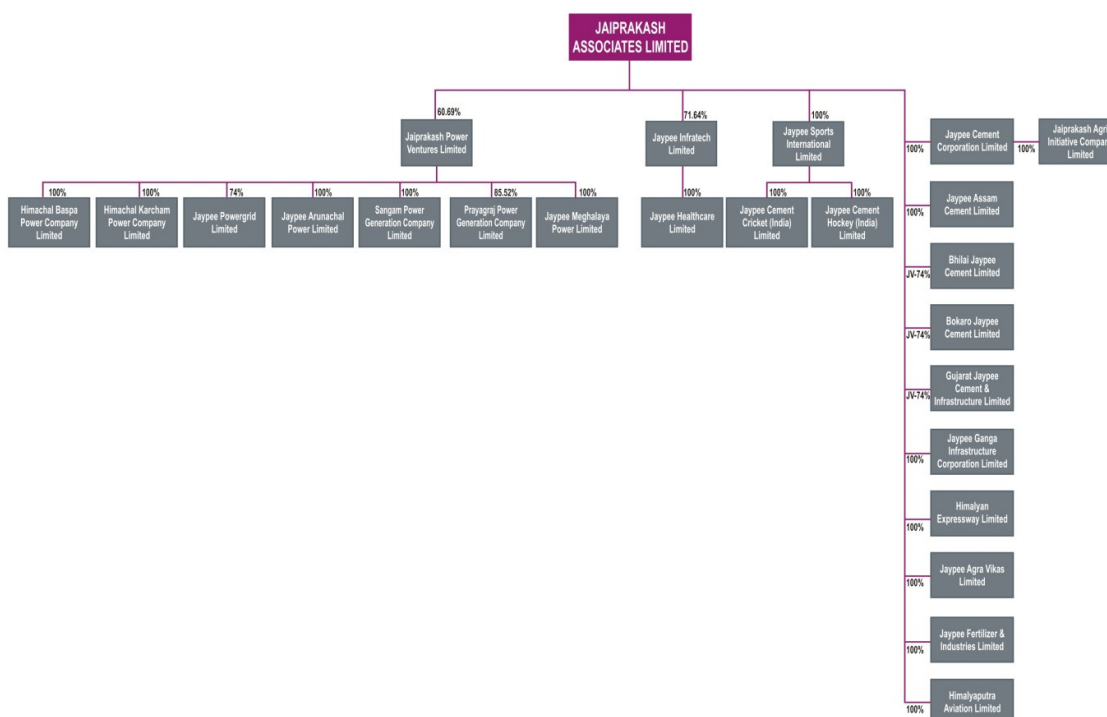 JAIPRAKASH
ASSOCIATES LIMITED
60.69%
71.64%
100%
Jaiprakash Power
Ventures Limited
Jaypee Infratech
Limited
Jaypee Sports
International
Limited
100%
Jaypee Cement
Corporation Limited
100%
Jaiprakash Agri
Initiative Compan
Limited
100%
100%
74%
100%
100%
85.52%
100%
100%
100%
100%
Himachal Baspa
Power Company
Limited
Himachal Karcham
Power Company
Limited
Jaypee Powergrid
Limited
Jaypee Arunachal
Power Limited
Sangam Power
Generation Company
Limited
Prayagraj Power
Generation Company
Limited
Jaypee Meghalaya
Power Limited
Jaypee Healthcare
Limited
Jaypee Cement
Cricket (India)
Limited
Jaypee Cement
Hockey (India)
Limited
100%
Jaypee Assam
Cement Limited
JV-74%
Bhilai Jaypee
Cement Limited
JV-74%
Bokaro Jaypee
Cement Limited
JV-74%
Gujarat Jaypee
Cement &
Infrastructure Limited
100%
Jaypee Ganga
Infrastructure
Corporation Limited
100%
Himalyan
Expressway Limited
100%
Jaypee Agra Vikas
Limited
100%
Jaypee Fertilizer &
Industries Limited
100%
Himalyaputra
Aviation Limited